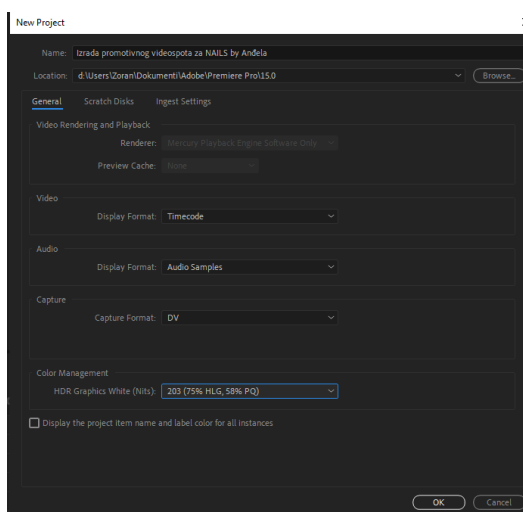 New Project
Name: Izrada promotivnog videospota za NAILS by Anđela
Location: d:\Users\Zoran\Dokumenti\Adobe\Premiere Pro\15.0 Browse...
General Scratch Disks Ingest Settings
Video Rendering and Playback
Renderer: Mercury Playback Engine Software Only
Preview Cache: None
Video
Display Format: Timecode
Audio
Display Format: Audio Samples
Capture
Capture Format: DV
Color Management
HDR Graphics White (Nits): 203 (75% HLG, 58% PQ)
Display the project item name and label color for all instances
OK Cancel